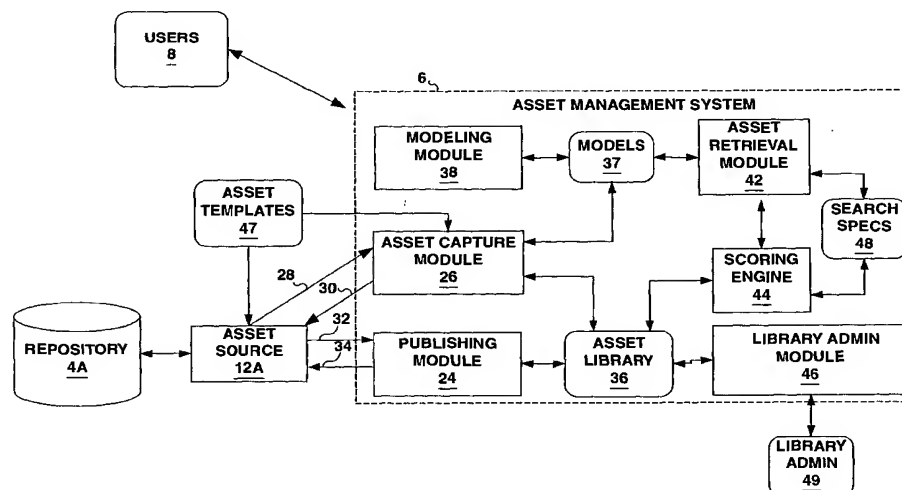 USERS
8
6
ASSET MANAGEMENT SYSTEM
MODELING
MODULE
38
MODELS
37
ASSET
RETRIEVAL
MODULE
42
ASSET
TEMPLATES
47
SEARCH
SPECS
48
ASSET CAPTURE
MODULE
26
28
30
SCORING
ENGINE
44
32
34
REPOSITORY
4A
ASSET
SOURCE
12A
PUBLISHING
MODULE
24
ASSET
LIBRARY
36
LIBRARY ADMIN
MODULE
46
LIBRARY
ADMIN
49